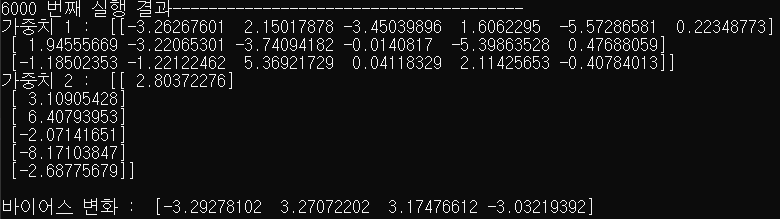 6000 번째 실행 결과---------------------------------------
가중치 1 :  [[-3.26267601  2.15017878 -3.45039896  1.6062295  -5.57286581  0.22348773]
 [ 1.94555669 -3.22065301 -3.74094182 -0.0140817  -5.39863528  0.47688059]
 [-1.18502353 -1.22122462  5.36921729  0.04118329  2.11425653 -0.40784013]]
가중치 2 :  [[ 2.80372276]
 [ 3.10905428]
 [ 6.40793953]
 [-2.07141651]
 [-8.17103847]
 [-2.68775679]]
바이어스 변화 :  [-3.29278102  3.27072202  3.17476612 -3.03219392]